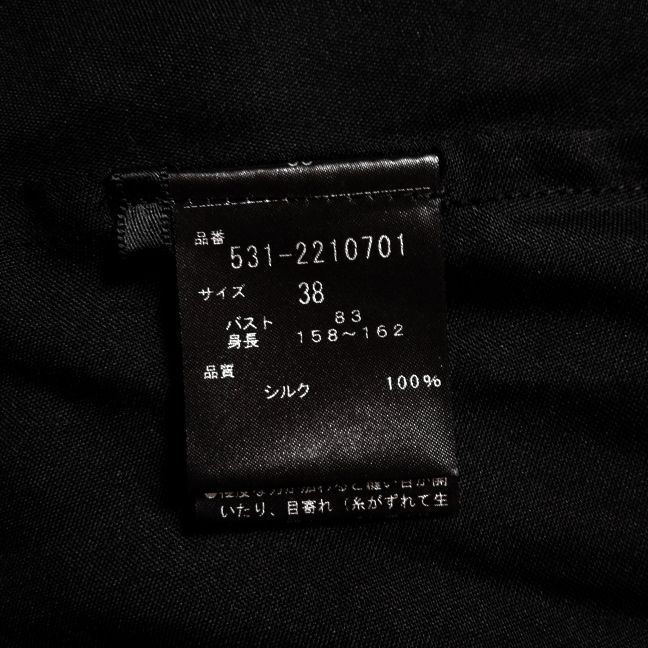 品番
531-2210701
サイズ 38
バスト 83
身長 158～162
品質
シルク 100%
いたり、目寄れ（糸がずれて生